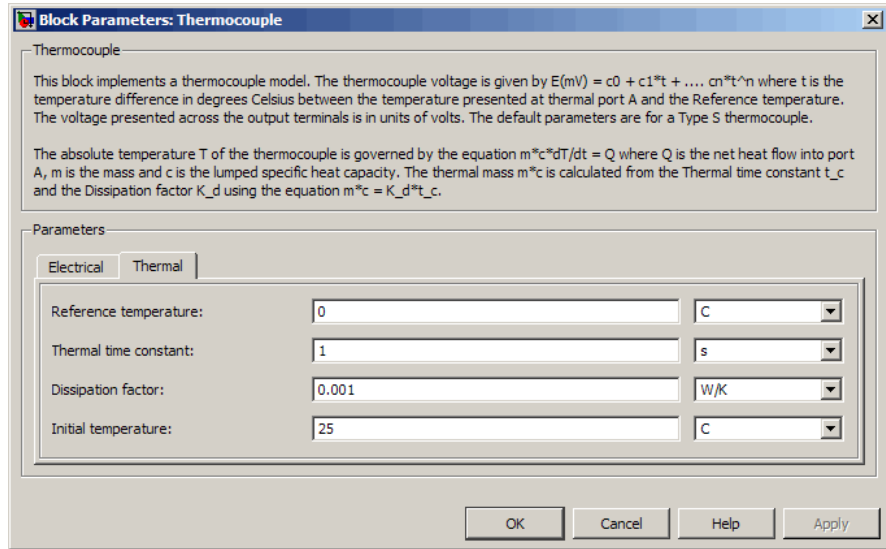 Block Parameters: Thermocouple
Thermocouple
This block implements a thermocouple model. The thermocouple voltage is given by E(mV) = c0 + c1*t + .... cn*t^n where t is the
temperature difference in degrees Celsius between the temperature presented at thermal port A and the Reference temperature.
The voltage presented across the output terminals is in units of volts. The default parameters are for a Type S thermocouple.
The absolute temperature T of the thermocouple is governed by the equation m*c*dT/dt = Q where Q is the net heat flow into port
A, m is the mass and c is the lumped specific heat capacity. The thermal mass m*c is calculated from the Thermal time constant t_c
and the Dissipation factor K_d using the equation m*c = K_d*t_c.
Parameters
Electrical Thermal
Reference temperature: 0 C
Thermal time constant: 1 s
Dissipation factor: 0.001 W/K
Initial temperature: 25 C
OK Cancel Help Apply